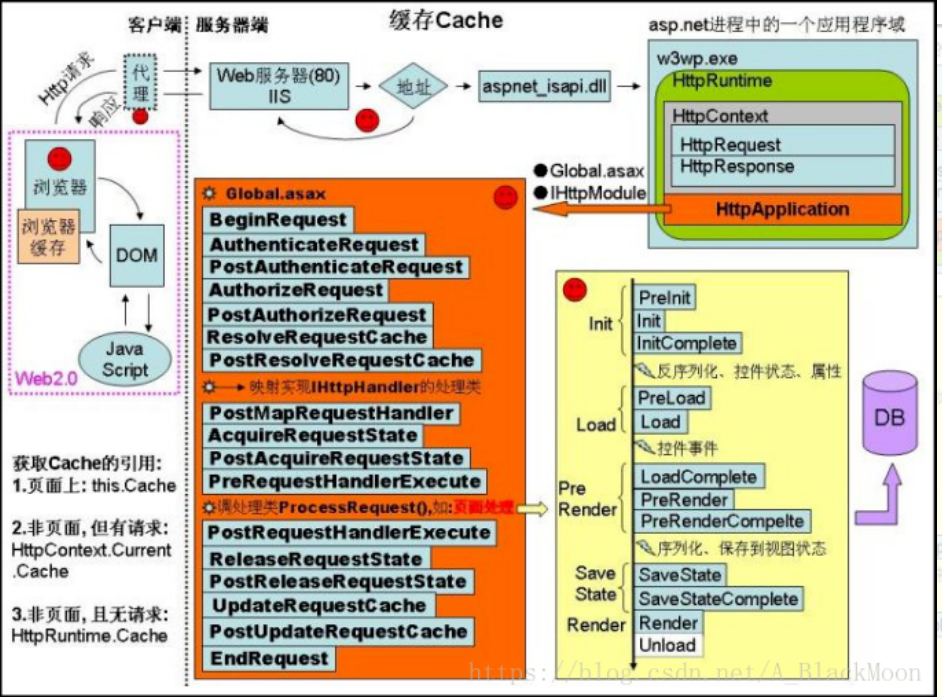 缓存Cache
客户端
服务器端
asp.net进程中的一个应用程序域
Http请求
响应
代理
Web服务器(80)
IIS
地址
aspnet_isapi.dll
w3wp.exe
HttpRuntime
HttpContext
HttpRequest
HttpResponse
HttpApplication
●Global.asax
●IHttpModule
浏览器
浏览器
缓存
DOM
Java
Script
Web2.0
获取Cache的引用:
1.页面上: this.Cache
2.非页面, 但有请求:
HttpContext.Current
.Cache
3.非页面, 且无请求:
HttpRuntime.Cache
Global.asax
BeginRequest
AuthenticateRequest
PostAuthenticateRequest
AuthorizeRequest
PostAuthorizeRequest
ResolveRequestCache
PostResolveRequestCache
映射实现IHttpHandler的处理类
PostMapRequestHandler
AcquireRequestState
PostAcquireRequestState
PreRequestHandlerExecute
调处理类ProcessRequest(),如:页面处理
PostRequestHandlerExecute
ReleaseRequestState
PostReleaseRequestState
UpdateRequestCache
PostUpdateRequestCache
EndRequest
Init
PreInit
Init
InitComplete
反序列化、控件状态、属性
Load
PreLoad
Load
控件事件
Pre
Render
LoadComplete
PreRender
PreRenderCompelte
序列化、保存到视图状态
Save
State
SaveState
SaveStateComplete
Render
Render
Unload
DB
https://blog.csdn.net/A_BlackMoon